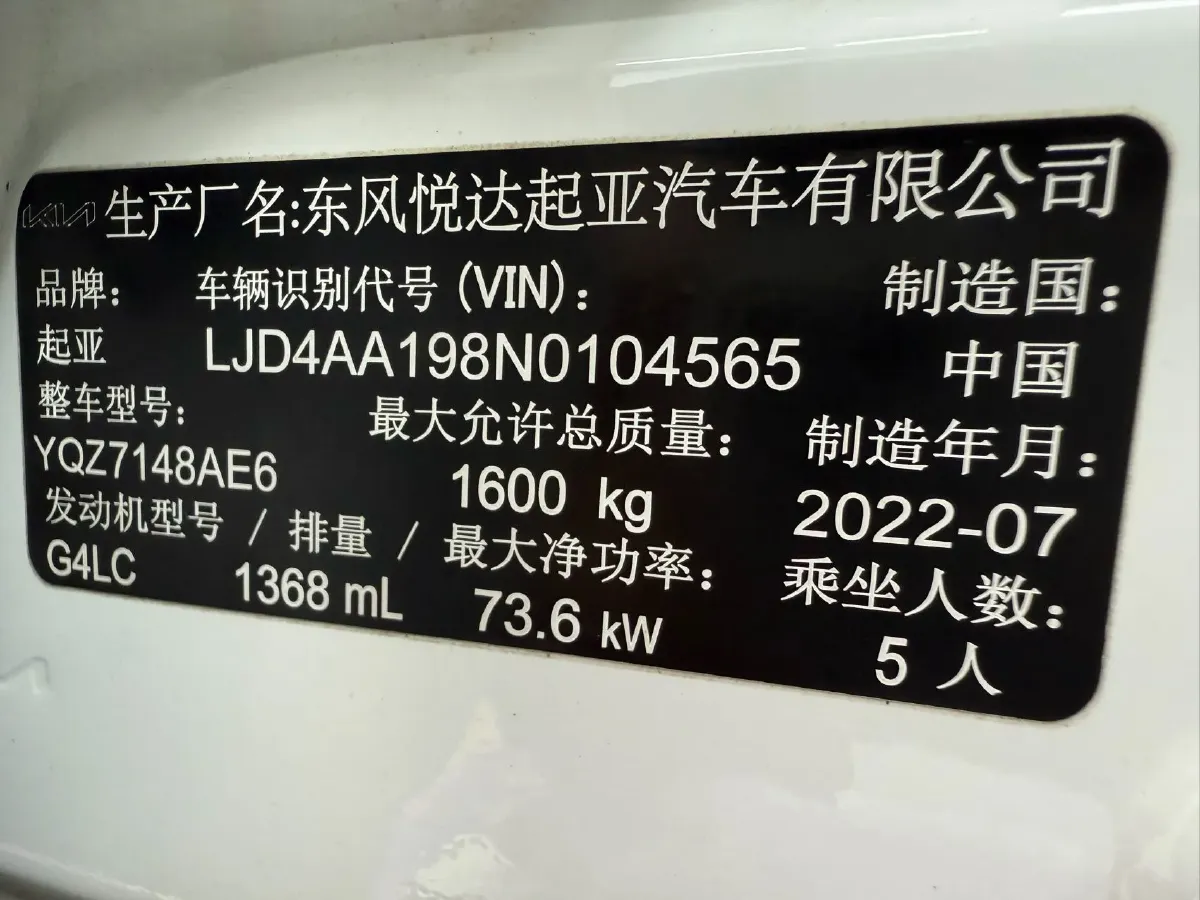 KIA 生产厂名:东风悦达起亚汽车有限公司
品牌: 车辆识别代号(VIN): 制造国:
起亚 LJD4AA198N0104565 中国
整车型号: 最大允许总质量: 制造年月:
YQZ7148AE6 1600 kg 2022-07
发动机型号 / 排量 / 最大净功率: 乘坐人数:
G4LC 1368 mL 73.6 kW 5 人